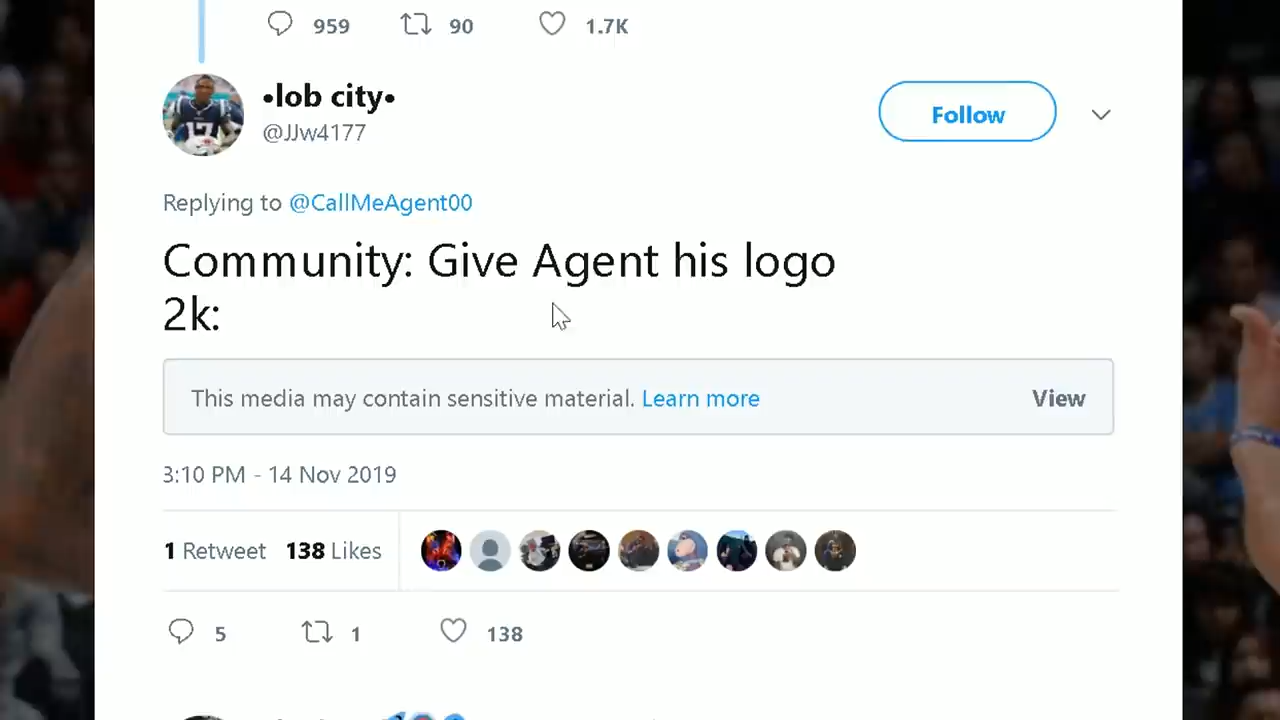 959 90 1.7K
•lob city•
@JJw4177
Follow
Replying to @CallMeAgent00
Community: Give Agent his logo
2k:
This media may contain sensitive material. Learn more View
3:10 PM - 14 Nov 2019
1 Retweet 138 Likes
5 1 138